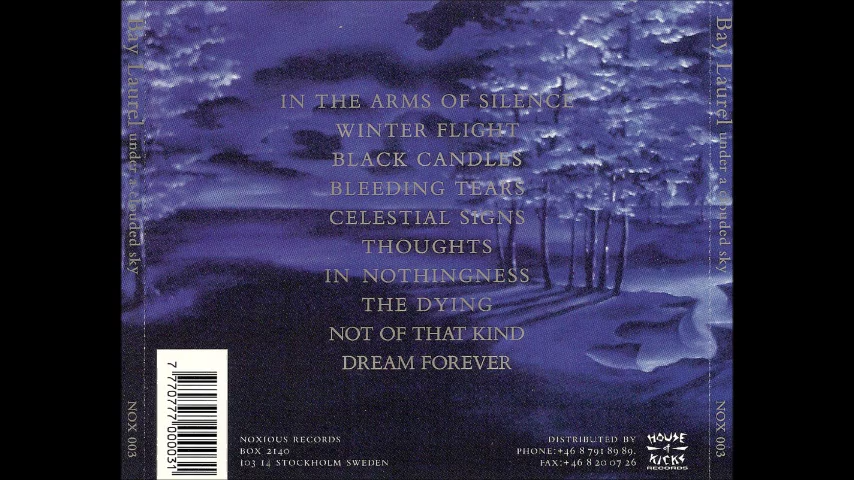 Bay Laurel under a clouded sky
NOX 003
IN THE ARMS OF SILENCE
WINTER FLIGHT
BLACK CANDLES
BLEEDING TEARS
CELESTIAL SIGNS
THOUGHTS
IN NOTHINGNESS
THE DYING
NOT OF THAT KIND
DREAM FOREVER
7 770777 000031
NOXIOUS RECORDS
BOX 2140
103 14 STOCKHOLM SWEDEN
DISTRIBUTED BY
PHONE:+46 8 791 89 89.
FAX:+46 8 20 07 26
HOUSE
of
KICKS
RECORDS
Bay Laurel under a clouded sky
NOX 003